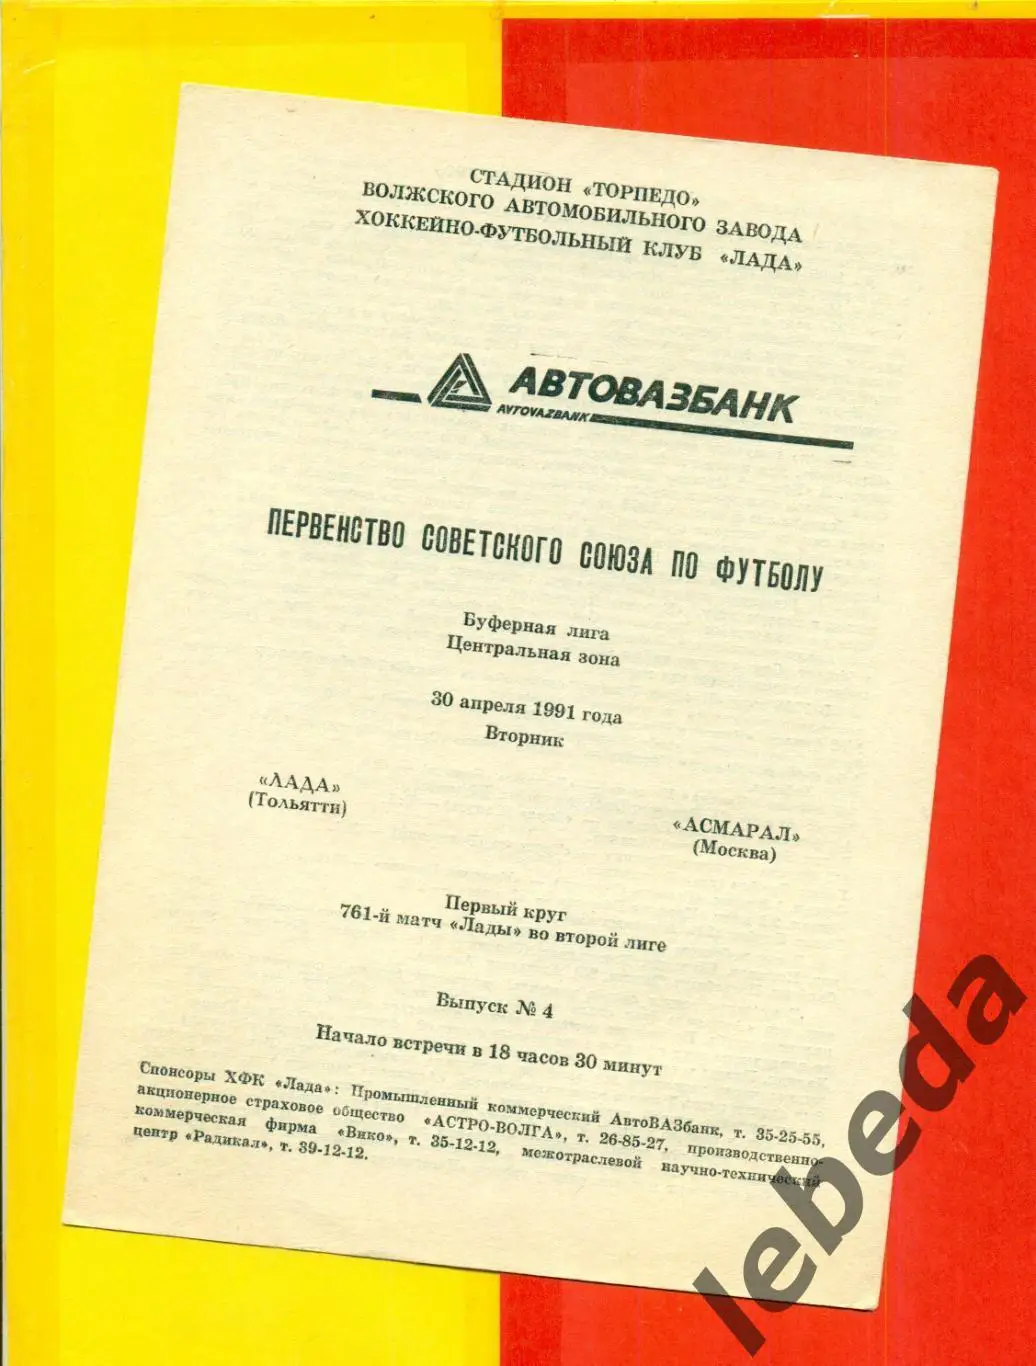 СТАДИОН «ТОРПЕДО»
ВОЛЖСКОГО АВТОМОБИЛЬНОГО ЗАВОДА
ХОККЕЙНО-ФУТБОЛЬНЫЙ КЛУБ «ЛАДА»
АВТОВАЗБАНК
AVTOVAZBANK
ПЕРВЕНСТВО СОВЕТСКОГО СОЮЗА ПО ФУТБОЛУ
Буферная лига
Центральная зона
30 апреля 1991 года
Вторник
«ЛАДА»
(Тольятти)
«АСМАРАЛ»
(Москва)
Первый круг
761-й матч «Лады» во второй лиге
Выпуск № 4
Начало встречи в 18 часов 30 минут
Спонсоры ХФК «Лада»: Промышленный коммерческий АвтоВАЗбанк, т. 35-25-55,
акционерное страховое общество «АСТРО-ВОЛГА», т. 26-85-27, производственно-
коммерческая фирма «Вико», т. 35-12-12, межотраслевой научно-технический
центр «Радикал», т. 39-12-12.
lebeda